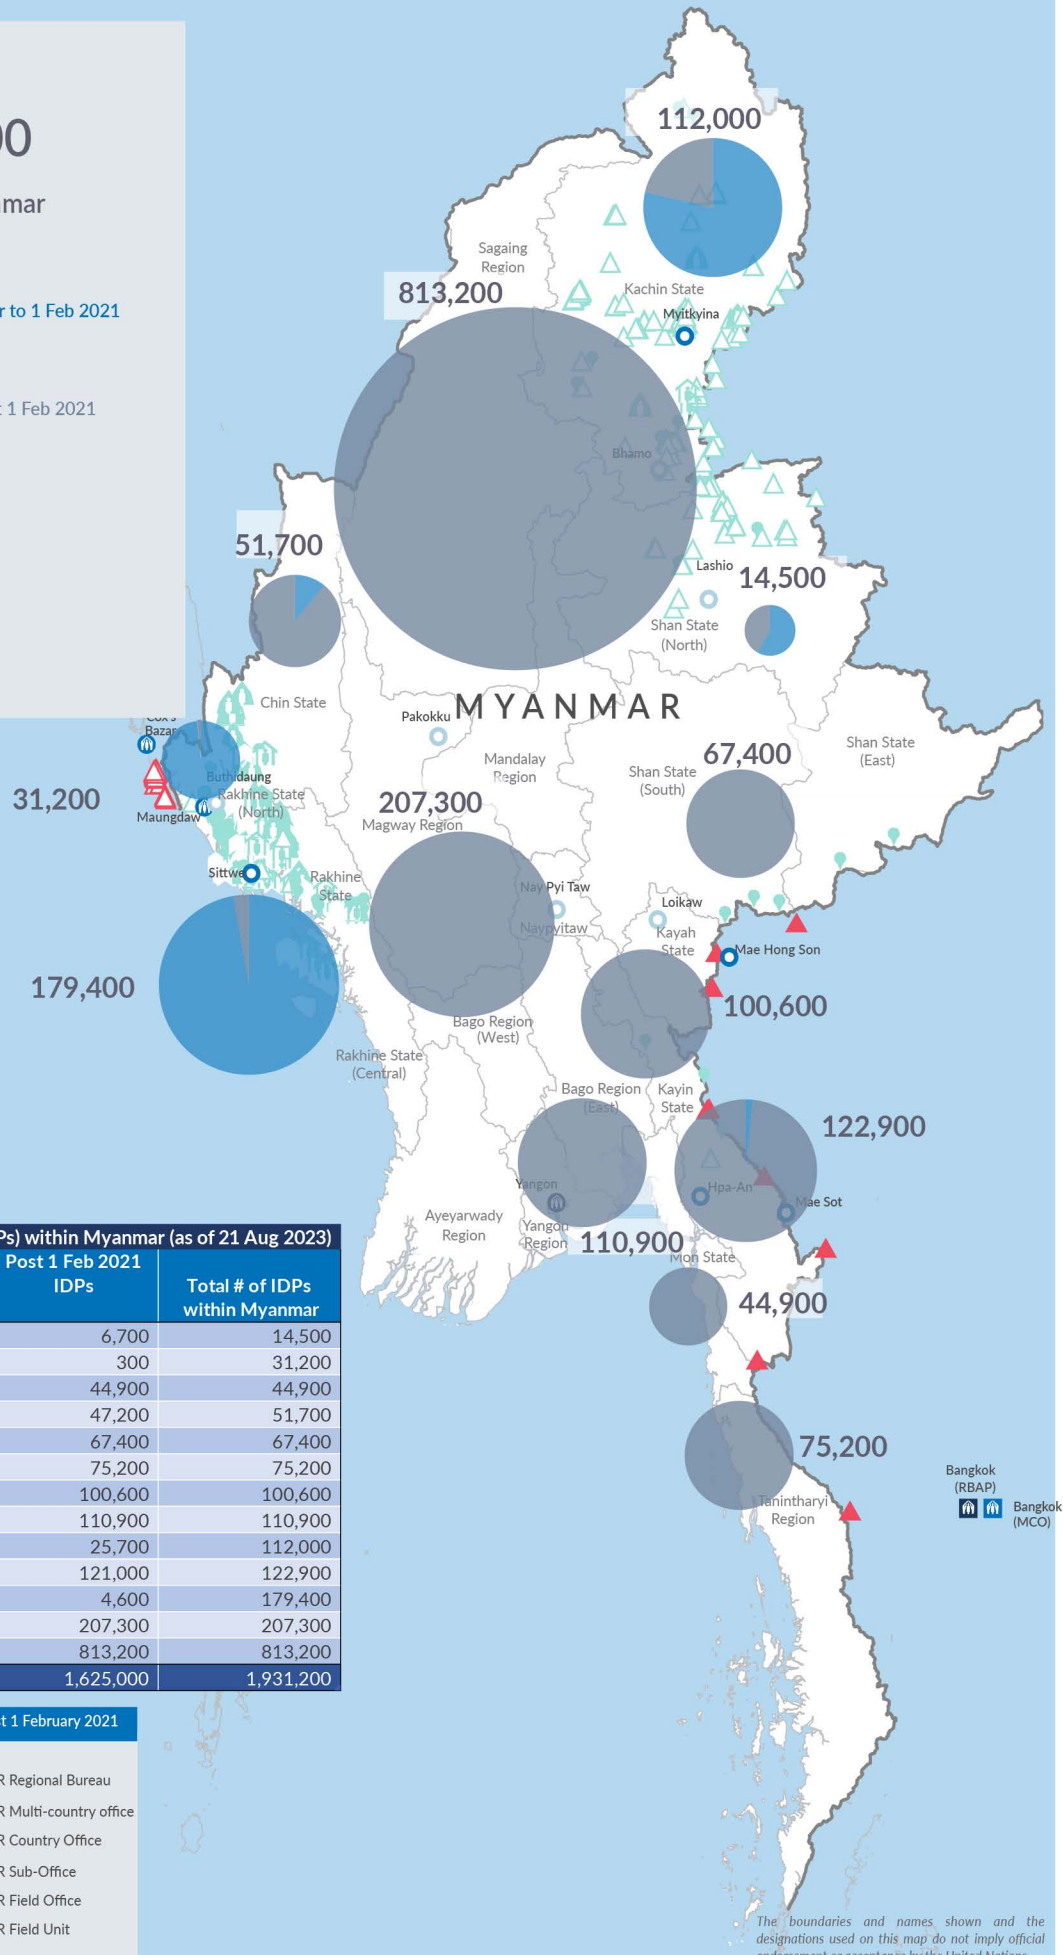 00
mar
r to 1 Feb 2021
t 1 Feb 2021
112,000
Sagaing
Region
813,200
Kachin State
Myitkyina
Bhamo
51,700
Lashio
14,500
Shan State
(North)
Chin State
MYANMAR
Pakokku
Cox's
Bazar
Mandalay
Region
67,400
Shan State
(South)
Shan State
(East)
Buthidaung
31,200
Rakhine State
(North)
207,300
Maungdaw
Magway Region
Sittwe
Rakhine
State
Nay Pyi Taw
Naypyitaw
Loikaw
Kayah
State
Mae Hong Son
179,400
100,600
Bago Region
(West)
Rakhine State
(Central)
Bago Region
(East)
Kayin
State
122,900
Yangon
Hpa-An
Mae Sot
Ayeyarwady
Region
Yangon
Region
110,900
Mon State
44,900
75,200
Tanintharyi
Region
Bangkok
(RBAP)
Bangkok
(MCO)
Ps) within Myanmar (as of 21 Aug 2023)
Post 1 Feb 2021
IDPs
Total # of IDPs
within Myanmar
6,700 14,500
300 31,200
44,900 44,900
47,200 51,700
67,400 67,400
75,200 75,200
100,600 100,600
110,900 110,900
25,700 112,000
121,000 122,900
4,600 179,400
207,300 207,300
813,200 813,200
1,625,000 1,931,200
st 1 February 2021
R Regional Bureau
R Multi-country office
R Country Office
R Sub-Office
R Field Office
R Field Unit
The boundaries and names shown and the
designations used on this map do not imply official
endorsement or acceptance by the United Nations